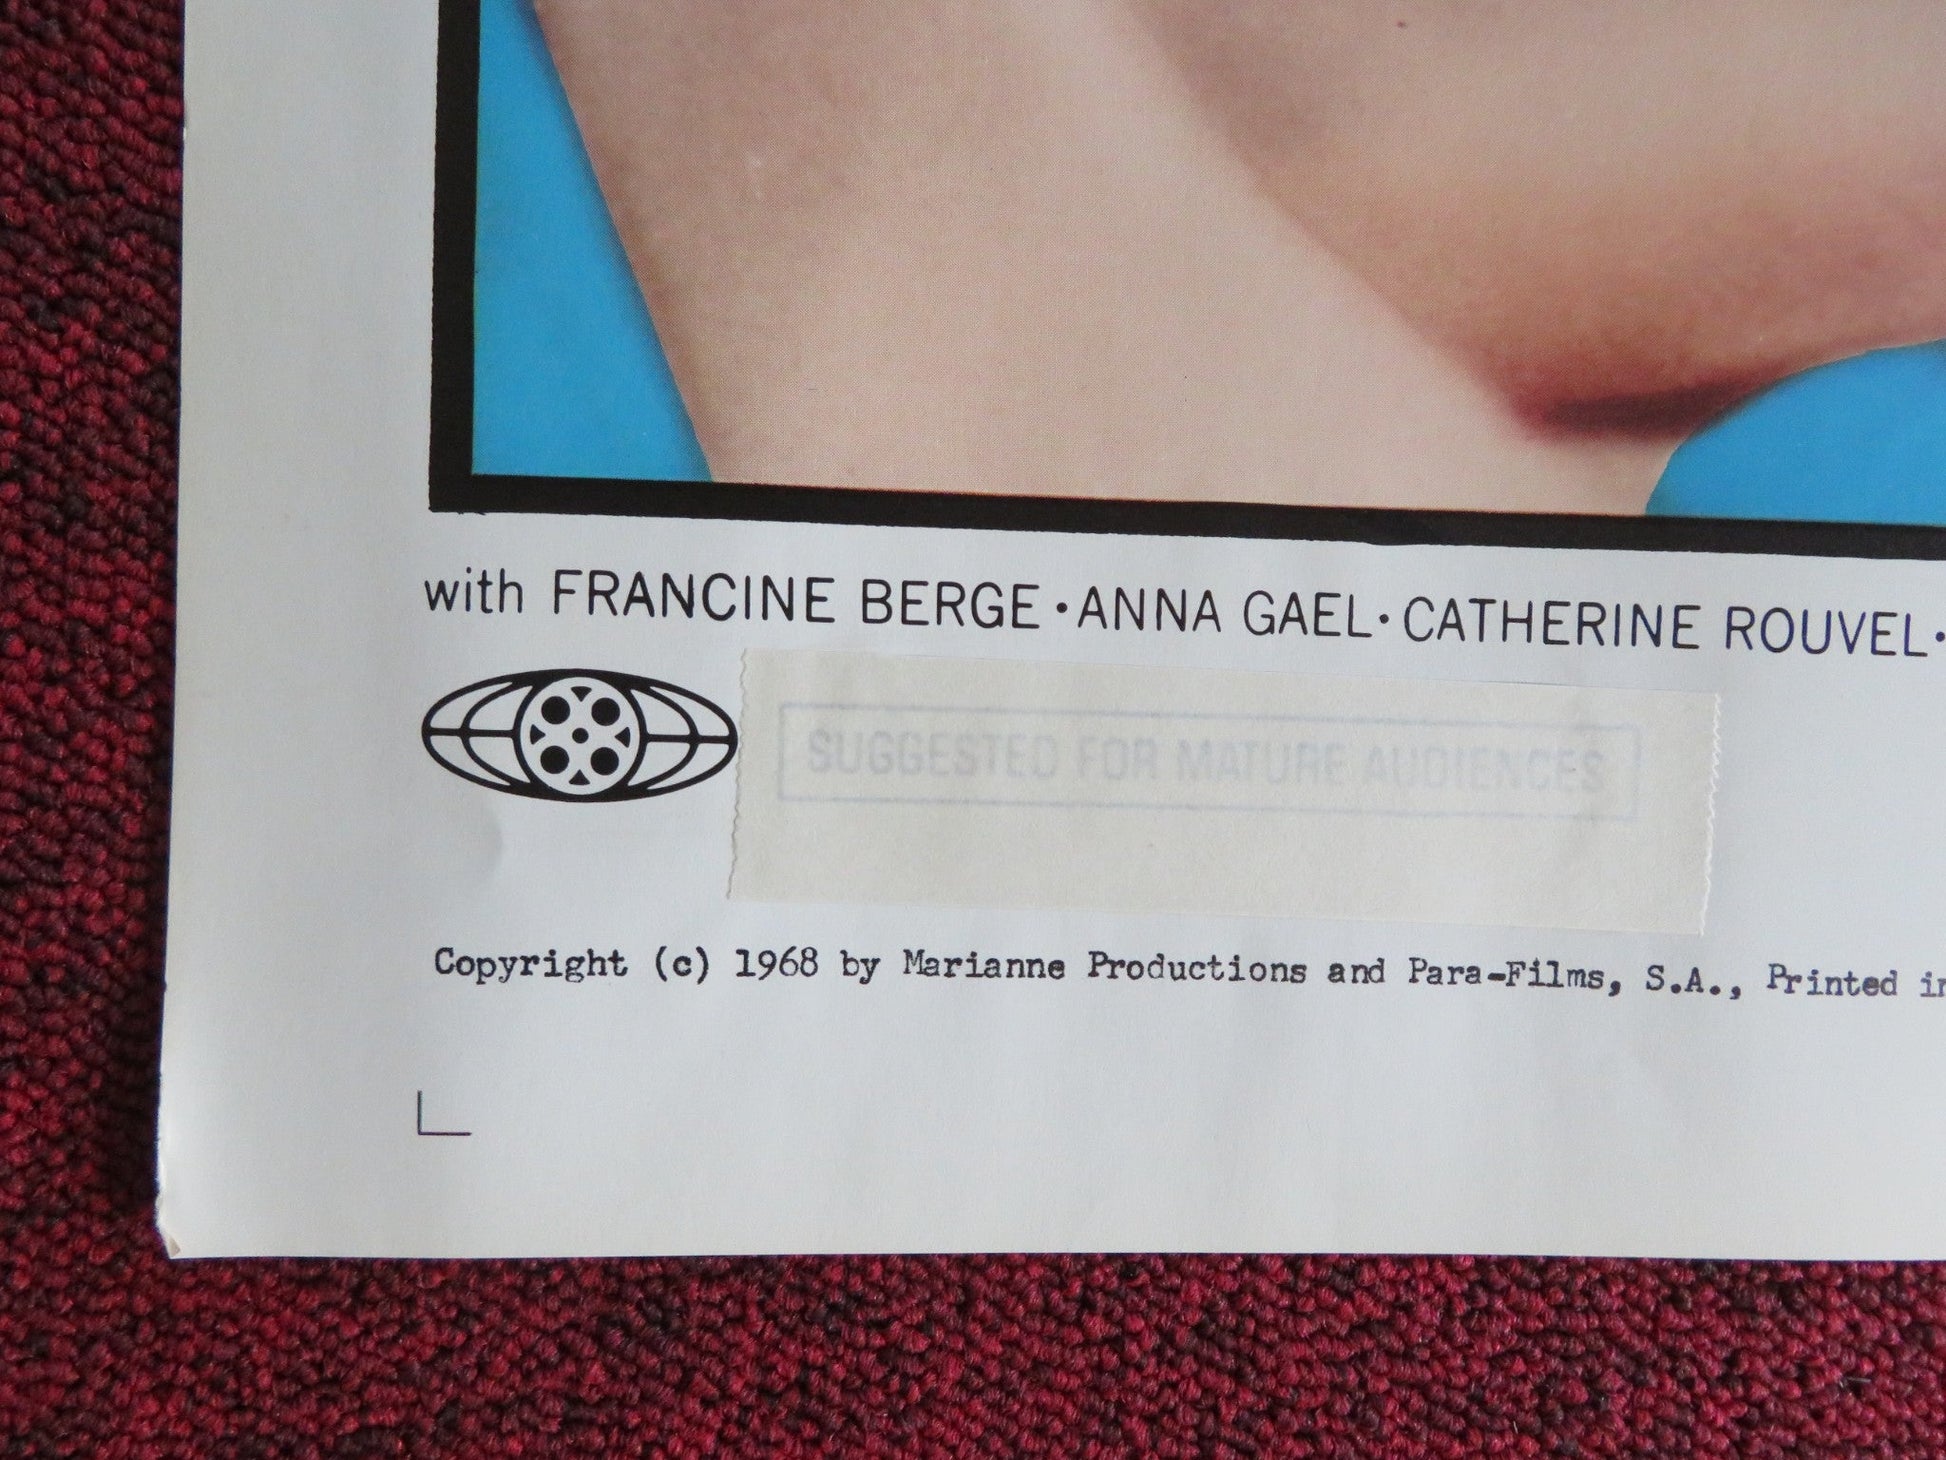 with FRANCINE BERGE • ANNA GAEL • CATHERINE ROUVEL •
SUGGESTED FOR MATURE AUDIENCES
Copyright (c) 1968 by Marianne Productions and Para-Films, S.A., Printed in